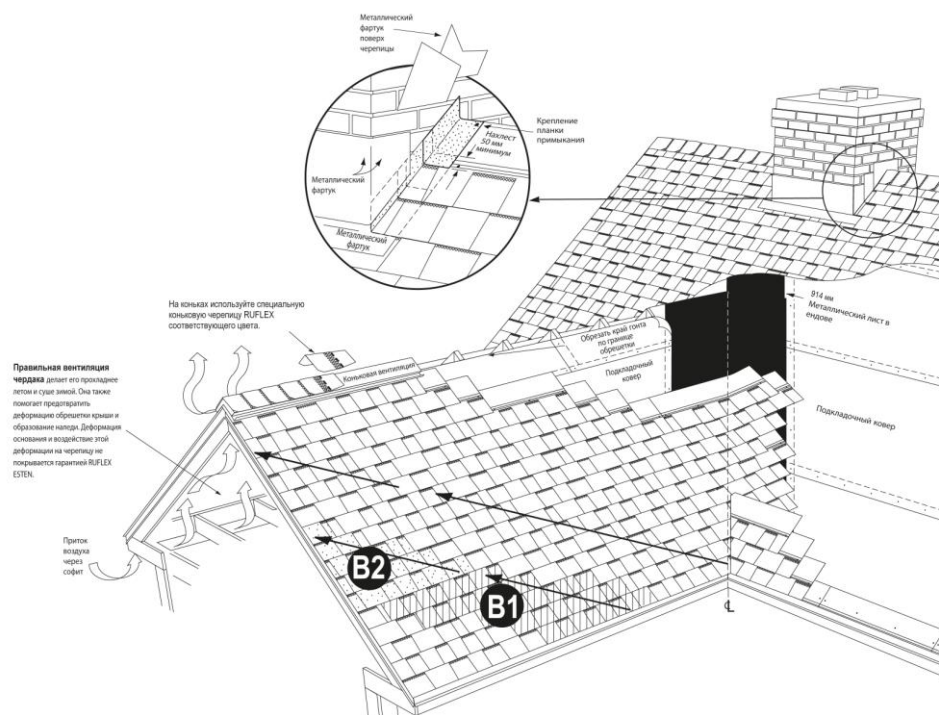 Металлический
фартук
поверх
черепицы
Крепление
планки
примыкания
Нахлест
50 мм
минимум
Металлический
фартук
Металлический
фартук
914 мм
Металлический лист в
ендове
На коньках используйте специальную
коньковую черепицу RUFLEX
соответствующего цвета.
Обрезать край гонта
по границе
обрешетки
Коньковая вентиляция
Подкладочный
ковер
Подкладочный ковер
Правильная вентиляция
чердака делает его прохладнее
летом и суше зимой. Она также
помогает предотвратить
деформацию обрешетки крыши и
образование наледи. Деформация
основания и воздействие этой
деформации на черепицу не
покрывается гарантией RUFLEX
ESTEN.
Приток
воздуха
через
софит
B2
B1
℄